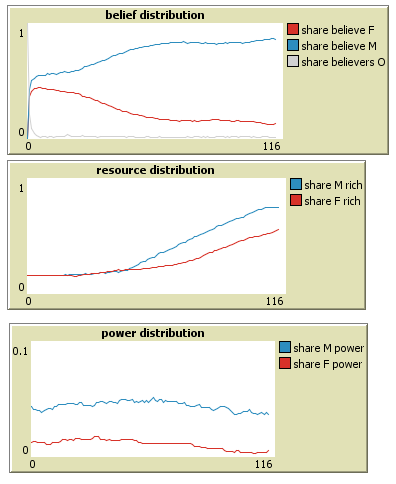 belief distribution
1
0
0
116
share believe F
share believe M
share believers O
resource distribution
1
0
0
116
share M rich
share F rich
power distribution
0.1
0
0
116
share M power
share F power